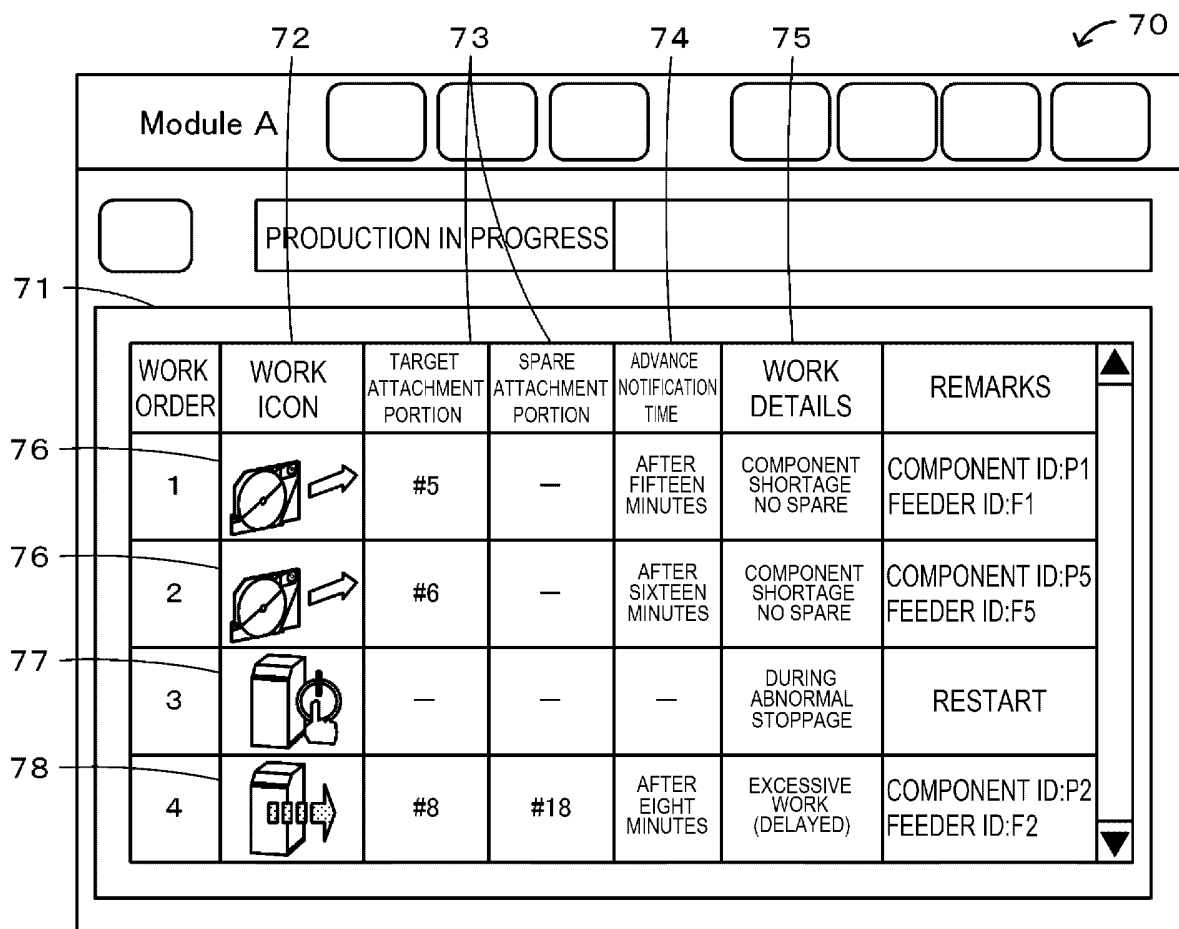 72 73 74 75 70
Module A
PRODUCTION IN PROGRESS
71
WORK ORDER
WORK ICON
TARGET ATTACHMENT PORTION
SPARE ATTACHMENT PORTION
ADVANCE NOTIFICATION TIME
WORK DETAILS
REMARKS
76
1
#5
—
AFTER
FIFTEEN
MINUTES
COMPONENT
SHORTAGE
NO SPARE
COMPONENT ID:P1
FEEDER ID:F1
76
2
#6
—
AFTER
SIXTEEN
MINUTES
COMPONENT
SHORTAGE
NO SPARE
COMPONENT ID:P5
FEEDER ID:F5
77
3
—
—
—
DURING
ABNORMAL
STOPPAGE
RESTART
78
4
#8
#18
AFTER
EIGHT
MINUTES
EXCESSIVE
WORK
(DELAYED)
COMPONENT ID:P2
FEEDER ID:F2